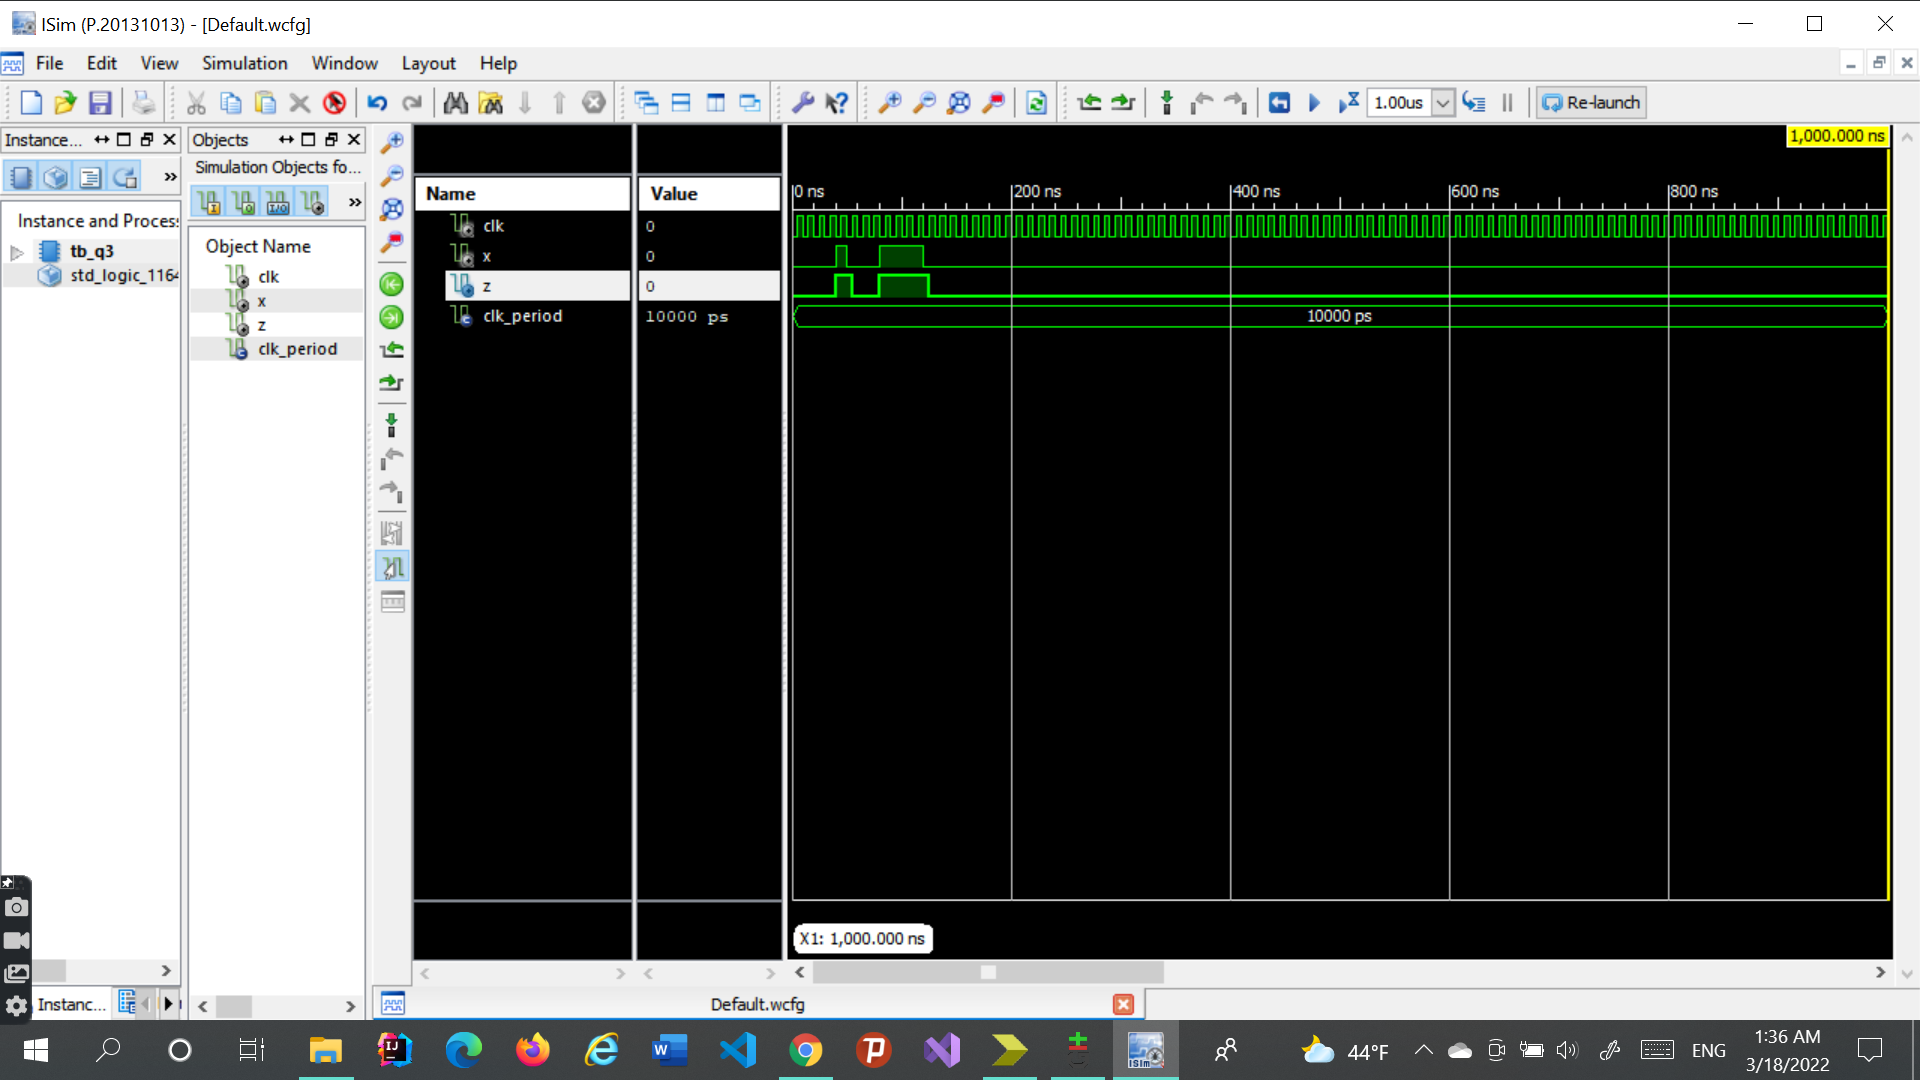 ISim (P.20131013) - [Default.wcfg]
File Edit View Simulation Window Layout Help
1.00us Re-launch
Instance... Objects
Simulation Objects fo...
Instance and Process
tb_q3
std_logic_1164
Object Name
clk
x
z
clk_period
Name Value
clk 0
x 0
z 0
clk_period 10000 ps
1,000.000 ns
0 ns 200 ns 400 ns 600 ns 800 ns
10000 ps
X1: 1,000.000 ns
Instanc...
Default.wcfg
44°F ENG
1:36 AM
3/18/2022